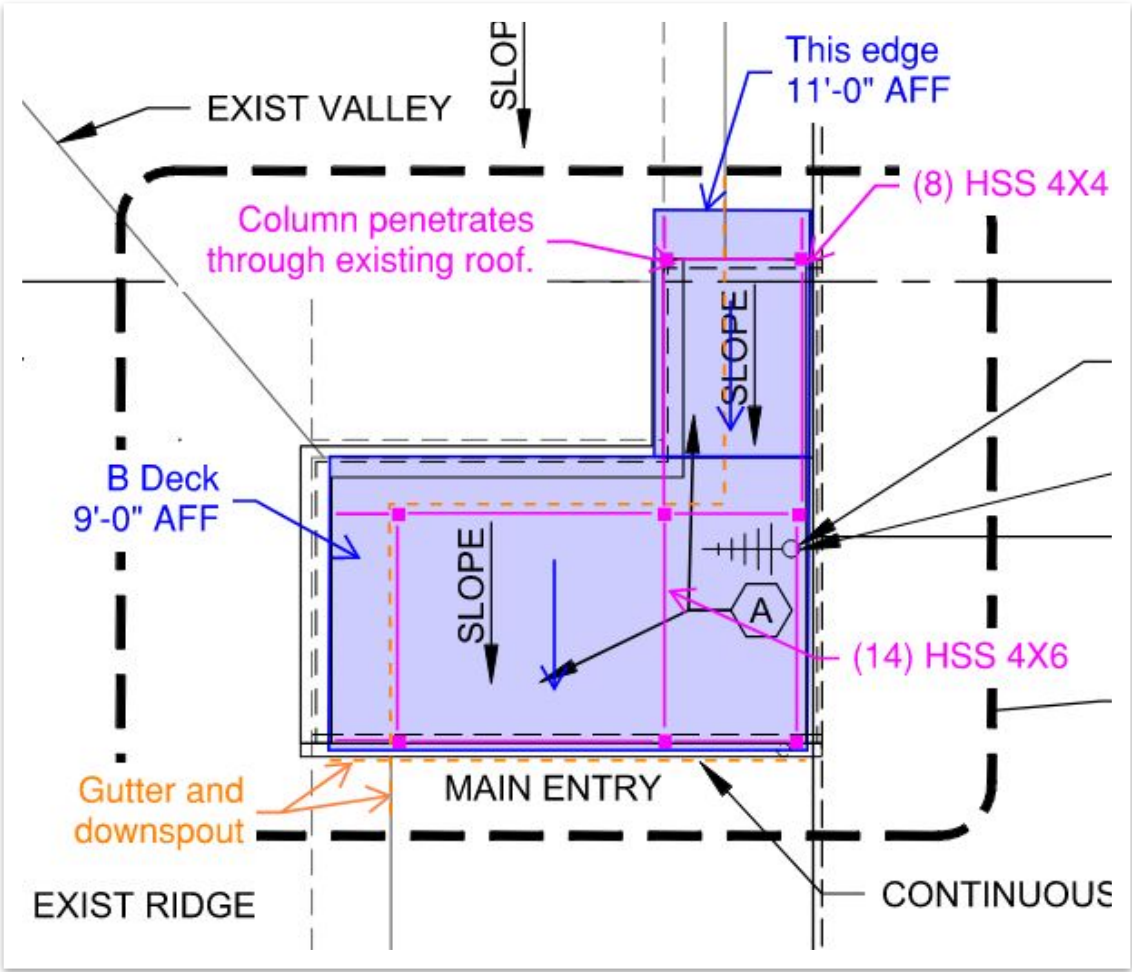 SLOP
This edge
11'-0" AFF
EXIST VALLEY
(8) HSS 4X4
Column penetrates
through existing roof.
SLOPE
B Deck
9'-0" AFF
SLOPE
A
(14) HSS 4X6
Gutter and
downspout
MAIN ENTRY
EXIST RIDGE
CONTINUOUS